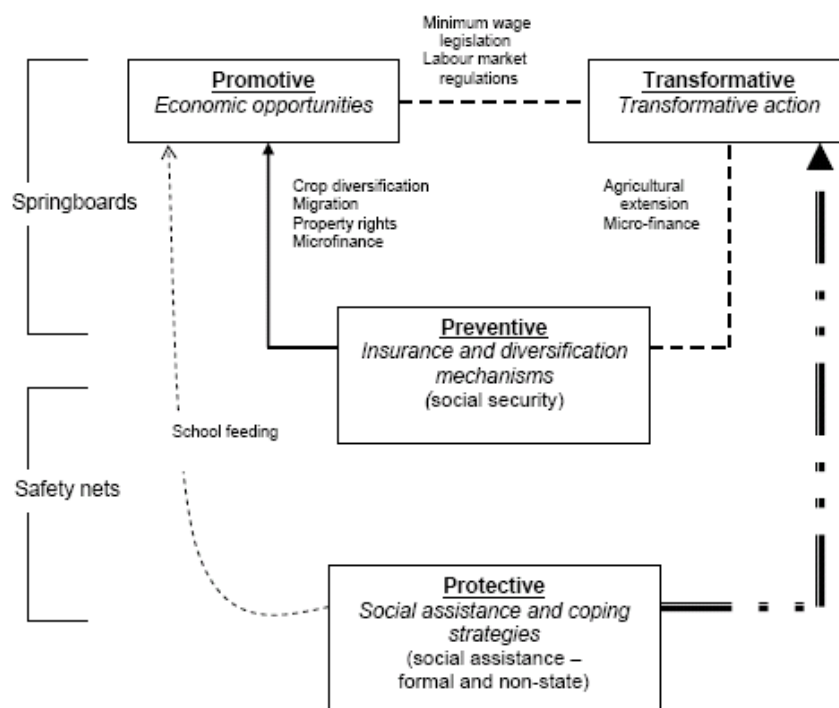 Minimum wage
legislation
Labour market
regulations
Promotive
Economic opportunities
Transformative
Transformative action
Springboards
Crop diversification
Migration
Property rights
Microfinance
Agricultural
extension
Micro-finance
Preventive
Insurance and diversification
mechanisms
(social security)
School feeding
Safety nets
Protective
Social assistance and coping
strategies
(social assistance –
formal and non-state)